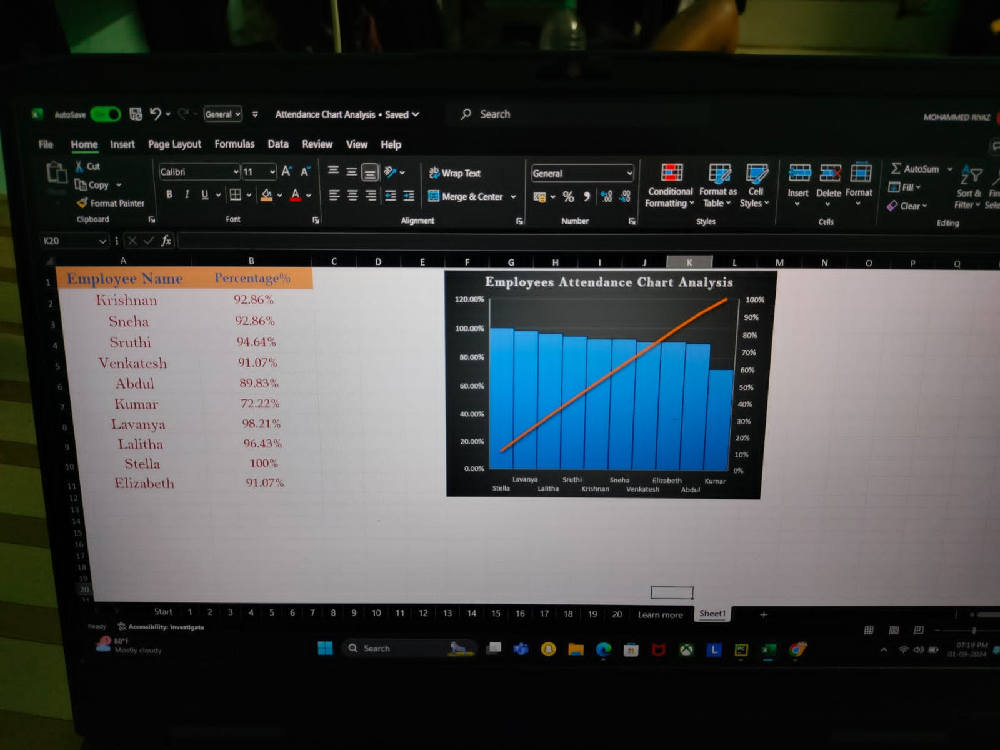 AutoSave On General Attendance Chart Analysis • Saved Search MOHAMMED RIYAZ
File Home Insert Page Layout Formulas Data Review View Help
Cut
Copy
Format Painter
Clipboard
Calibri 11 A A
B I U A
Font
ab Wrap Text
Merge & Center
Alignment
General
% 9 .00 .00
Number
Conditional Formatting
Format as Table
Cell Styles
Styles
Insert Delete Format
Cells
AutoSum
Fill
Clear
Sort & Filter
Editing
K20 fx
A B C D E F G H I J K L M N O P Q
1 Employee Name Percentage%
2 Krishnan 92.86%
3 Sneha 92.86%
4 Sruthi 94.64%
5 Venkatesh 91.07%
6 Abdul 89.83%
7 Kumar 72.22%
8 Lavanya 98.21%
9 Lalitha 96.43%
10 Stella 100%
11 Elizabeth 91.07%
12
13
14
15
16
17
18
19
20
21
Employees Attendance Chart Analysis
120.00% 100%
100.00% 90%
80.00% 80%
60.00% 70%
40.00% 60%
20.00% 50%
0.00% 40%
30%
20%
10%
0%
Lavanya Sruthi Sneha Elizabeth Kumar
Stella Lalitha Krishnan Venkatesh Abdul
Start 1 2 3 4 5 6 7 8 9 10 11 12 13 14 15 16 17 18 19 20 Learn more Sheet1 +
Ready Accessibility: Investigate
88°F
Mostly cloudy
Search
L
PC
07:19 PM
01-09-2024